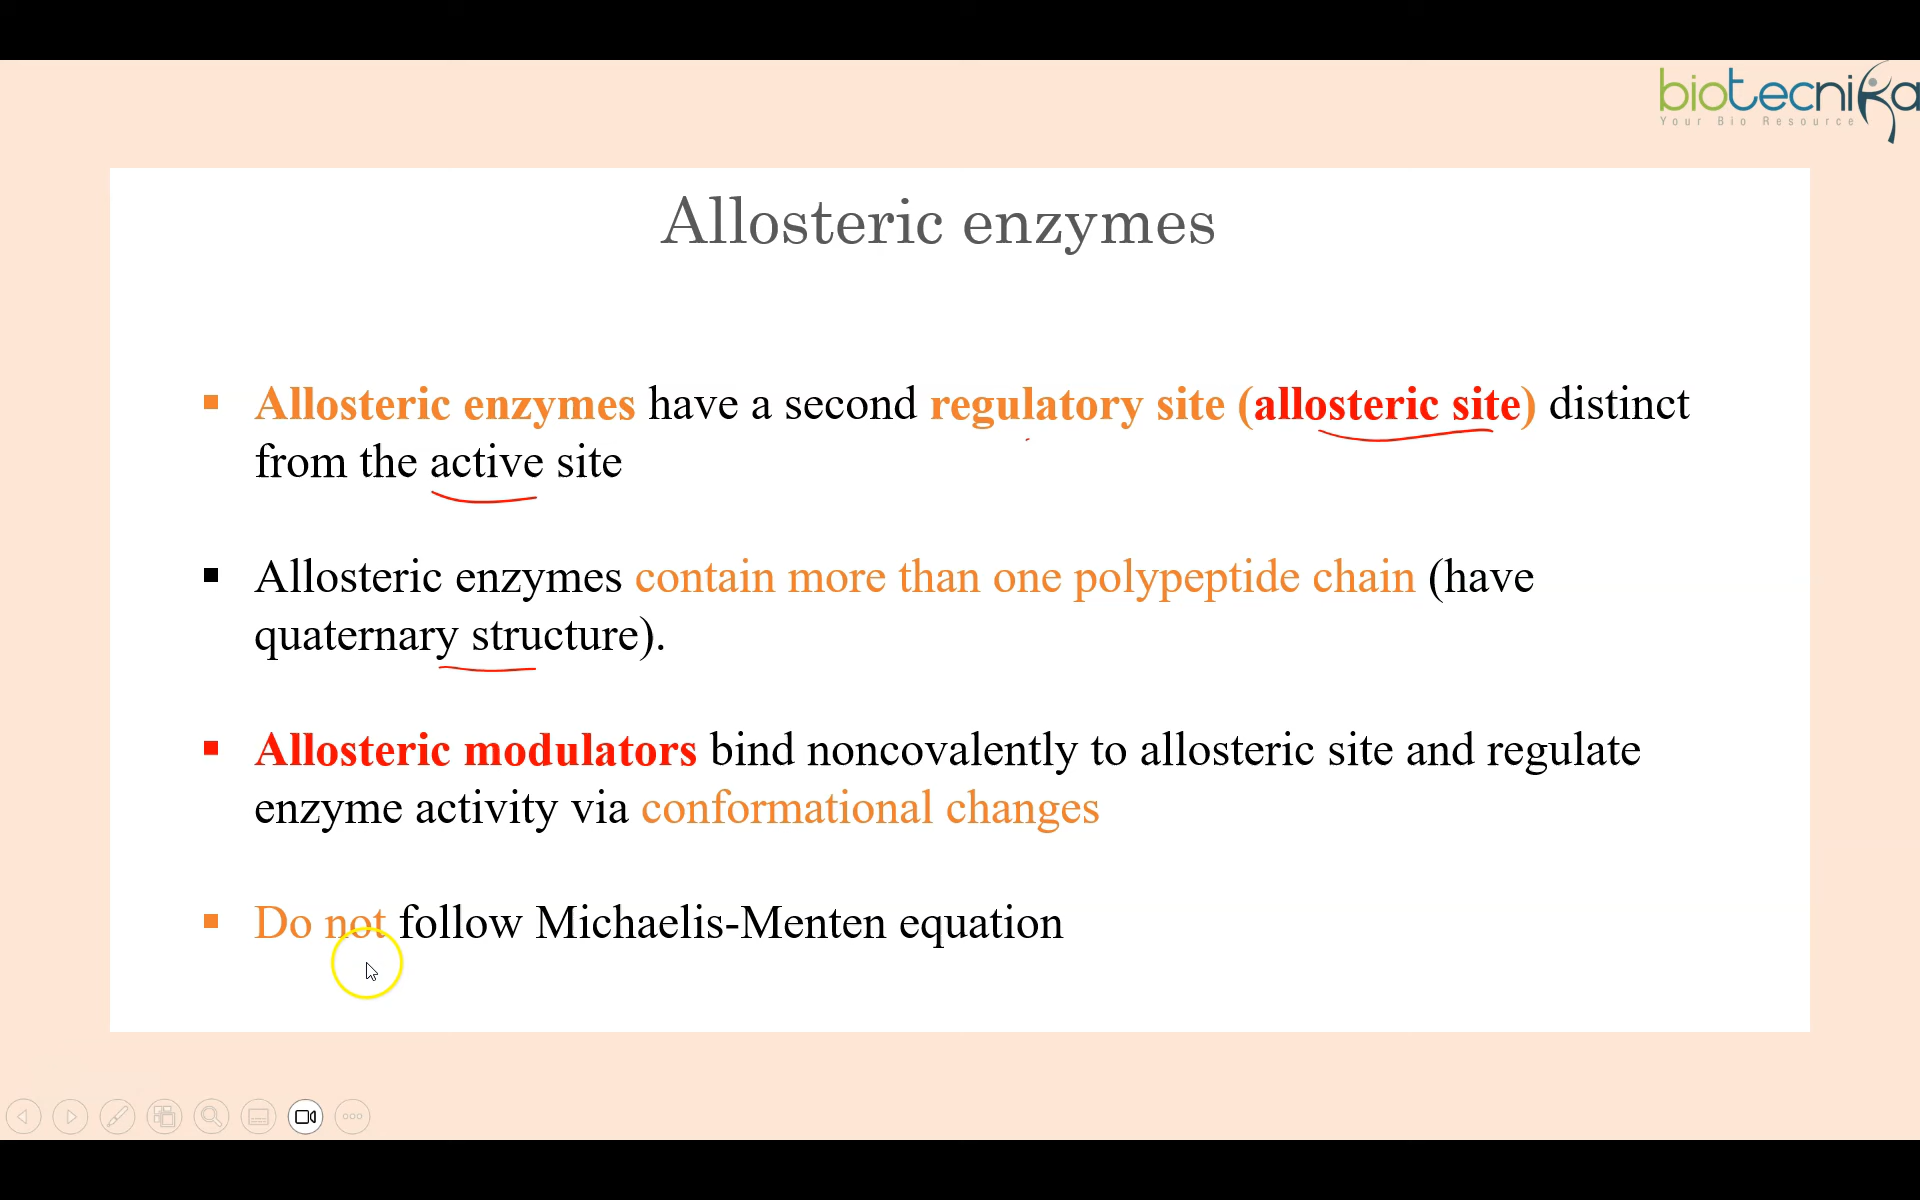 biotecnika
Your Bio Resource
Allosteric enzymes
▪ Allosteric enzymes have a second regulatory site (allosteric site) distinct
from the active site
▪ Allosteric enzymes contain more than one polypeptide chain (have
quaternary structure).
▪ Allosteric modulators bind noncovalently to allosteric site and regulate
enzyme activity via conformational changes
▪ Do not follow Michaelis-Menten equation